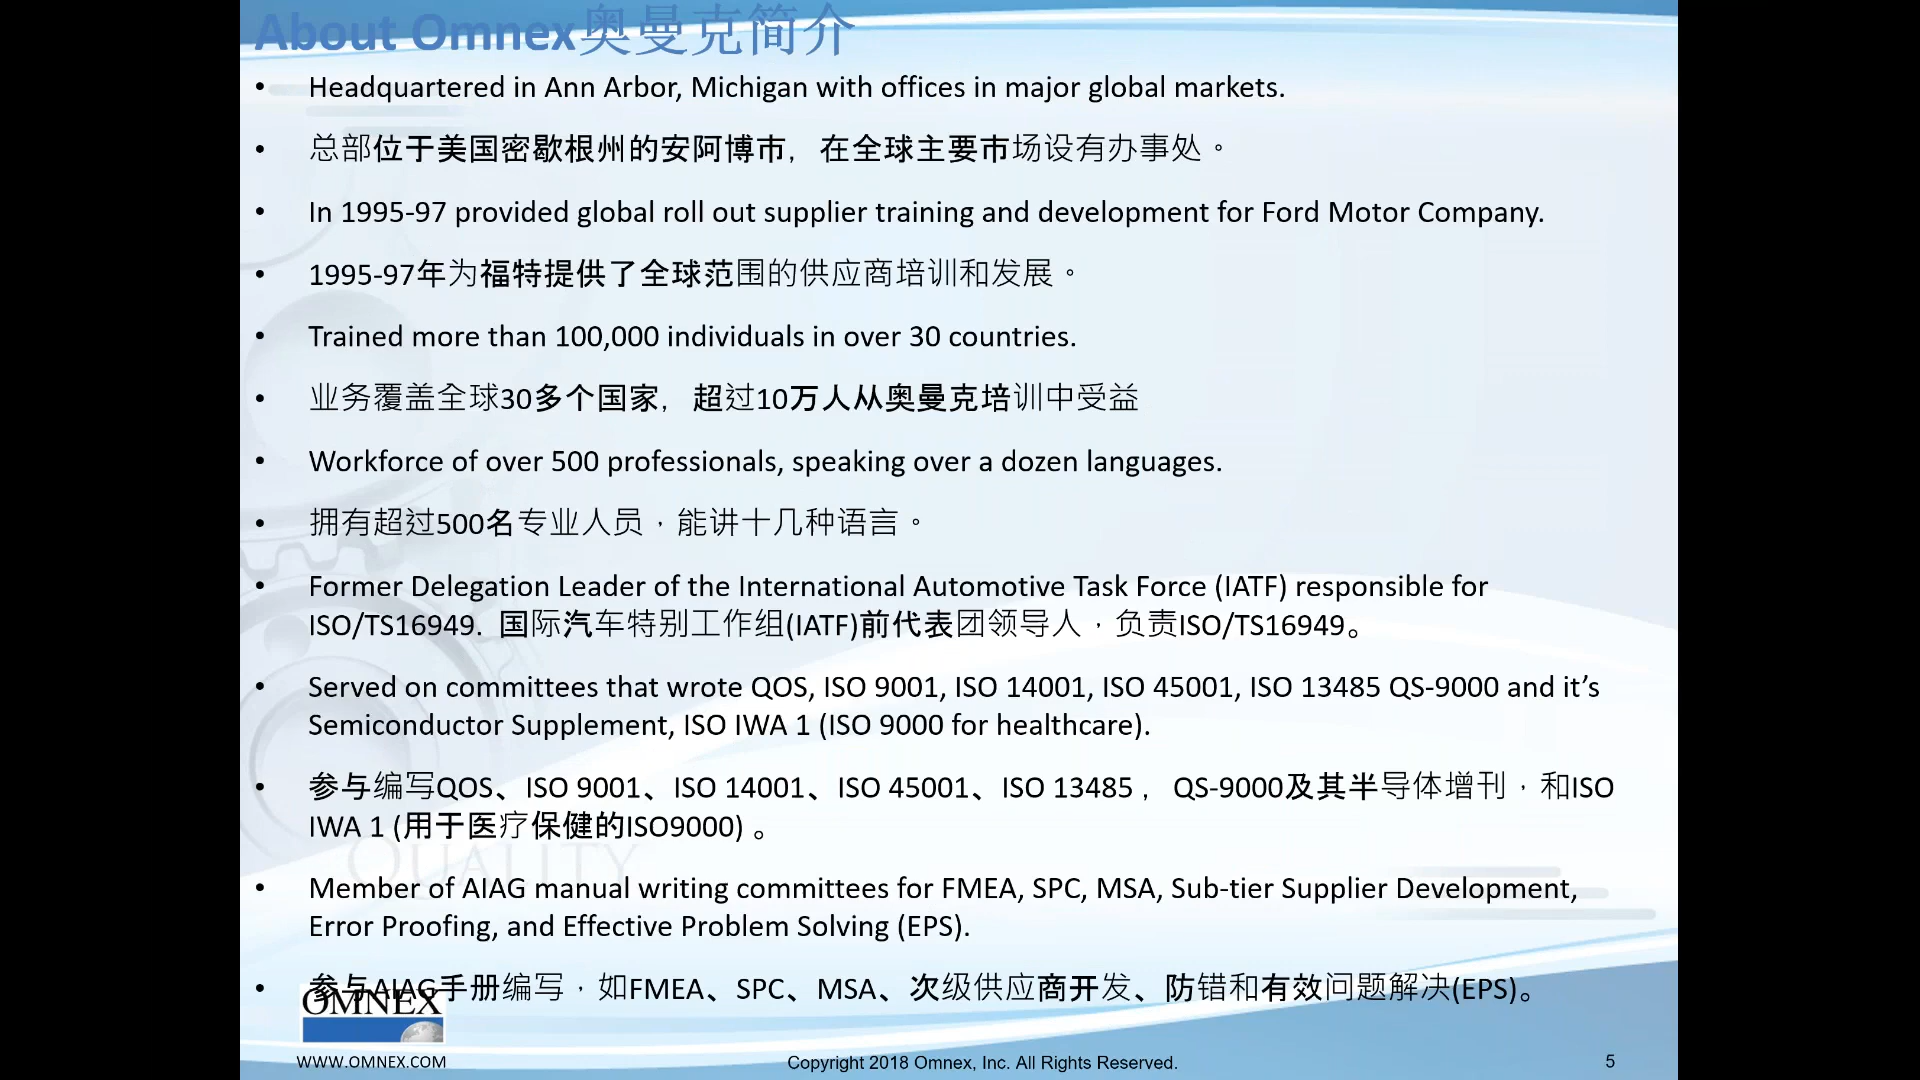 About Omnex奥曼克简介
• Headquartered in Ann Arbor, Michigan with offices in major global markets.
• 总部位于美国密歇根州的安阿博市，在全球主要市场设有办事处。
• In 1995-97 provided global roll out supplier training and development for Ford Motor Company.
• 1995-97年为福特提供了全球范围的供应商培训和发展。
• Trained more than 100,000 individuals in over 30 countries.
• 业务覆盖全球30多个国家，超过10万人从奥曼克培训中受益
• Workforce of over 500 professionals, speaking over a dozen languages.
• 拥有超过500名专业人员，能讲十几种语言。
• Former Delegation Leader of the International Automotive Task Force (IATF) responsible for
ISO/TS16949. 国际汽车特别工作组(IATF)前代表团领导人，负责ISO/TS16949。
• Served on committees that wrote QOS, ISO 9001, ISO 14001, ISO 45001, ISO 13485 QS-9000 and it’s
Semiconductor Supplement, ISO IWA 1 (ISO 9000 for healthcare).
• 参与编写QOS、ISO 9001、ISO 14001、ISO 45001、ISO 13485 ，QS-9000及其半导体增刊，和ISO
IWA 1 (用于医疗保健的ISO9000) 。
QUALITY
• Member of AIAG manual writing committees for FMEA, SPC, MSA, Sub-tier Supplier Development,
Error Proofing, and Effective Problem Solving (EPS).
• 参与AIAG手册编写，如FMEA、SPC、MSA、次级供应商开发、防错和有效问题解决(EPS)。
OMNEX
WWW.OMNEX.COM
Copyright 2018 Omnex, Inc. All Rights Reserved.
5